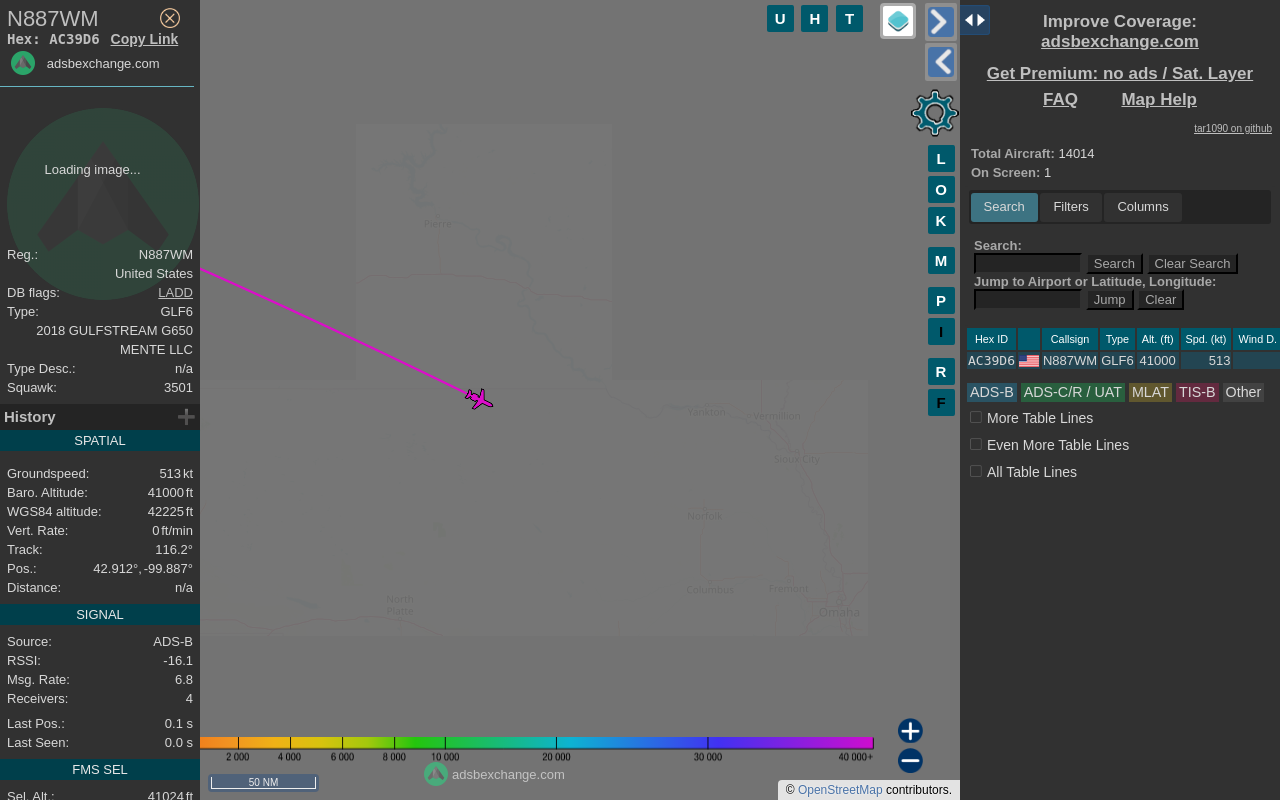 N887WM
Hex: AC39D6 Copy Link
adsbexchange.com
Loading image...
Reg.: N887WM
United States
DB flags: LADD
Type: GLF6
2018 GULFSTREAM G650
MENTE LLC
Type Desc.: n/a
Squawk: 3501
History
SPATIAL
Groundspeed: 513 kt
Baro. Altitude: 41000 ft
WGS84 altitude: 42225 ft
Vert. Rate: 0 ft/min
Track: 116.2°
Pos.: 42.912°, -99.887°
Distance: n/a
SIGNAL
Source: ADS-B
RSSI: -16.1
Msg. Rate: 6.8
Receivers: 4
Last Pos.: 0.1 s
Last Seen: 0.0 s
FMS SEL
Sel. Alt.: 41024 ft
U H T
L
O
K
M
P
I
R
F
Pierre
Yankton
Vermillion
Sioux City
Norfolk
Columbus
Fremont
North
Platte
Omaha
2 000 4 000 6 000 8 000 10 000 20 000 30 000 40 000+
50 NM
adsbexchange.com
© OpenStreetMap contributors.
Improve Coverage:
adsbexchange.com
Get Premium: no ads / Sat. Layer
FAQ Map Help
tar1090 on github
Total Aircraft: 14014
On Screen: 1
Search Filters Columns
Search:
Search Clear Search
Jump to Airport or Latitude, Longitude:
Jump Clear
Hex ID Callsign Type Alt. (ft) Spd. (kt) Wind D.
AC39D6 N887WM GLF6 41000 513
ADS-B ADS-C/R / UAT MLAT TIS-B Other
More Table Lines
Even More Table Lines
All Table Lines